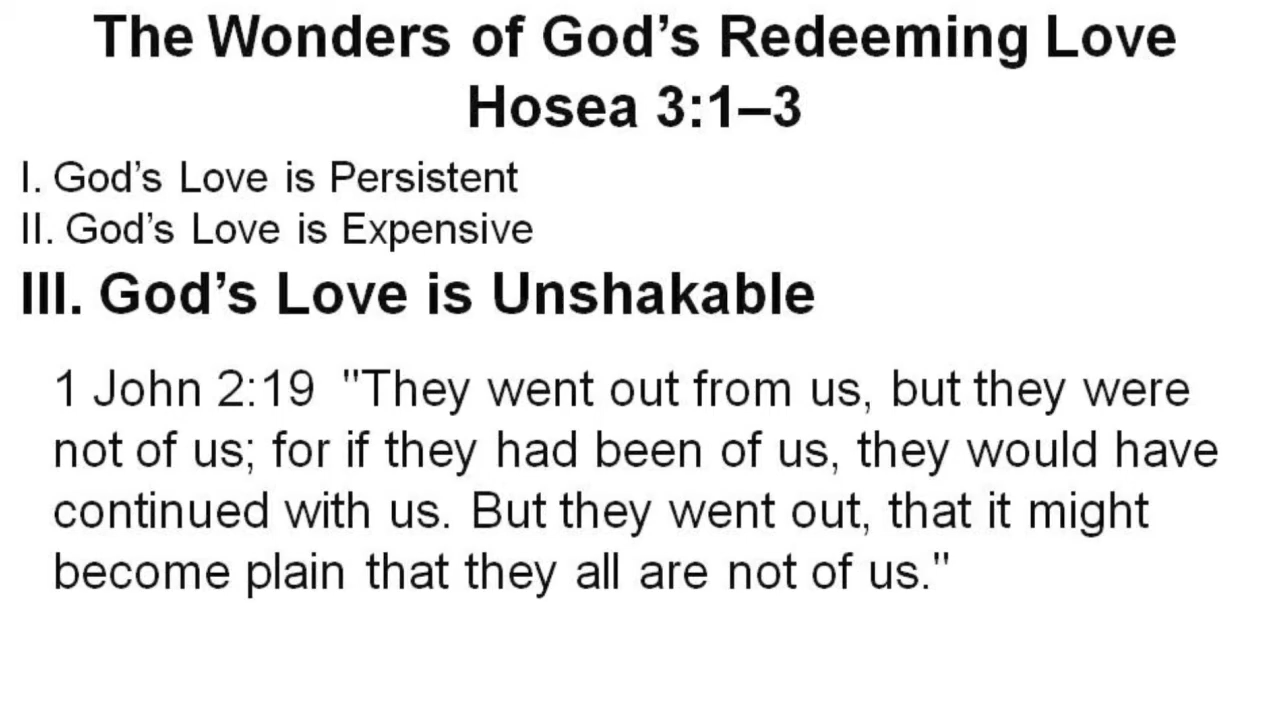 The Wonders of God’s Redeeming Love
Hosea 3:1–3
I. God’s Love is Persistent
II. God’s Love is Expensive
III. God’s Love is Unshakable
1 John 2:19 "They went out from us, but they were
not of us; for if they had been of us, they would have
continued with us. But they went out, that it might
become plain that they all are not of us."